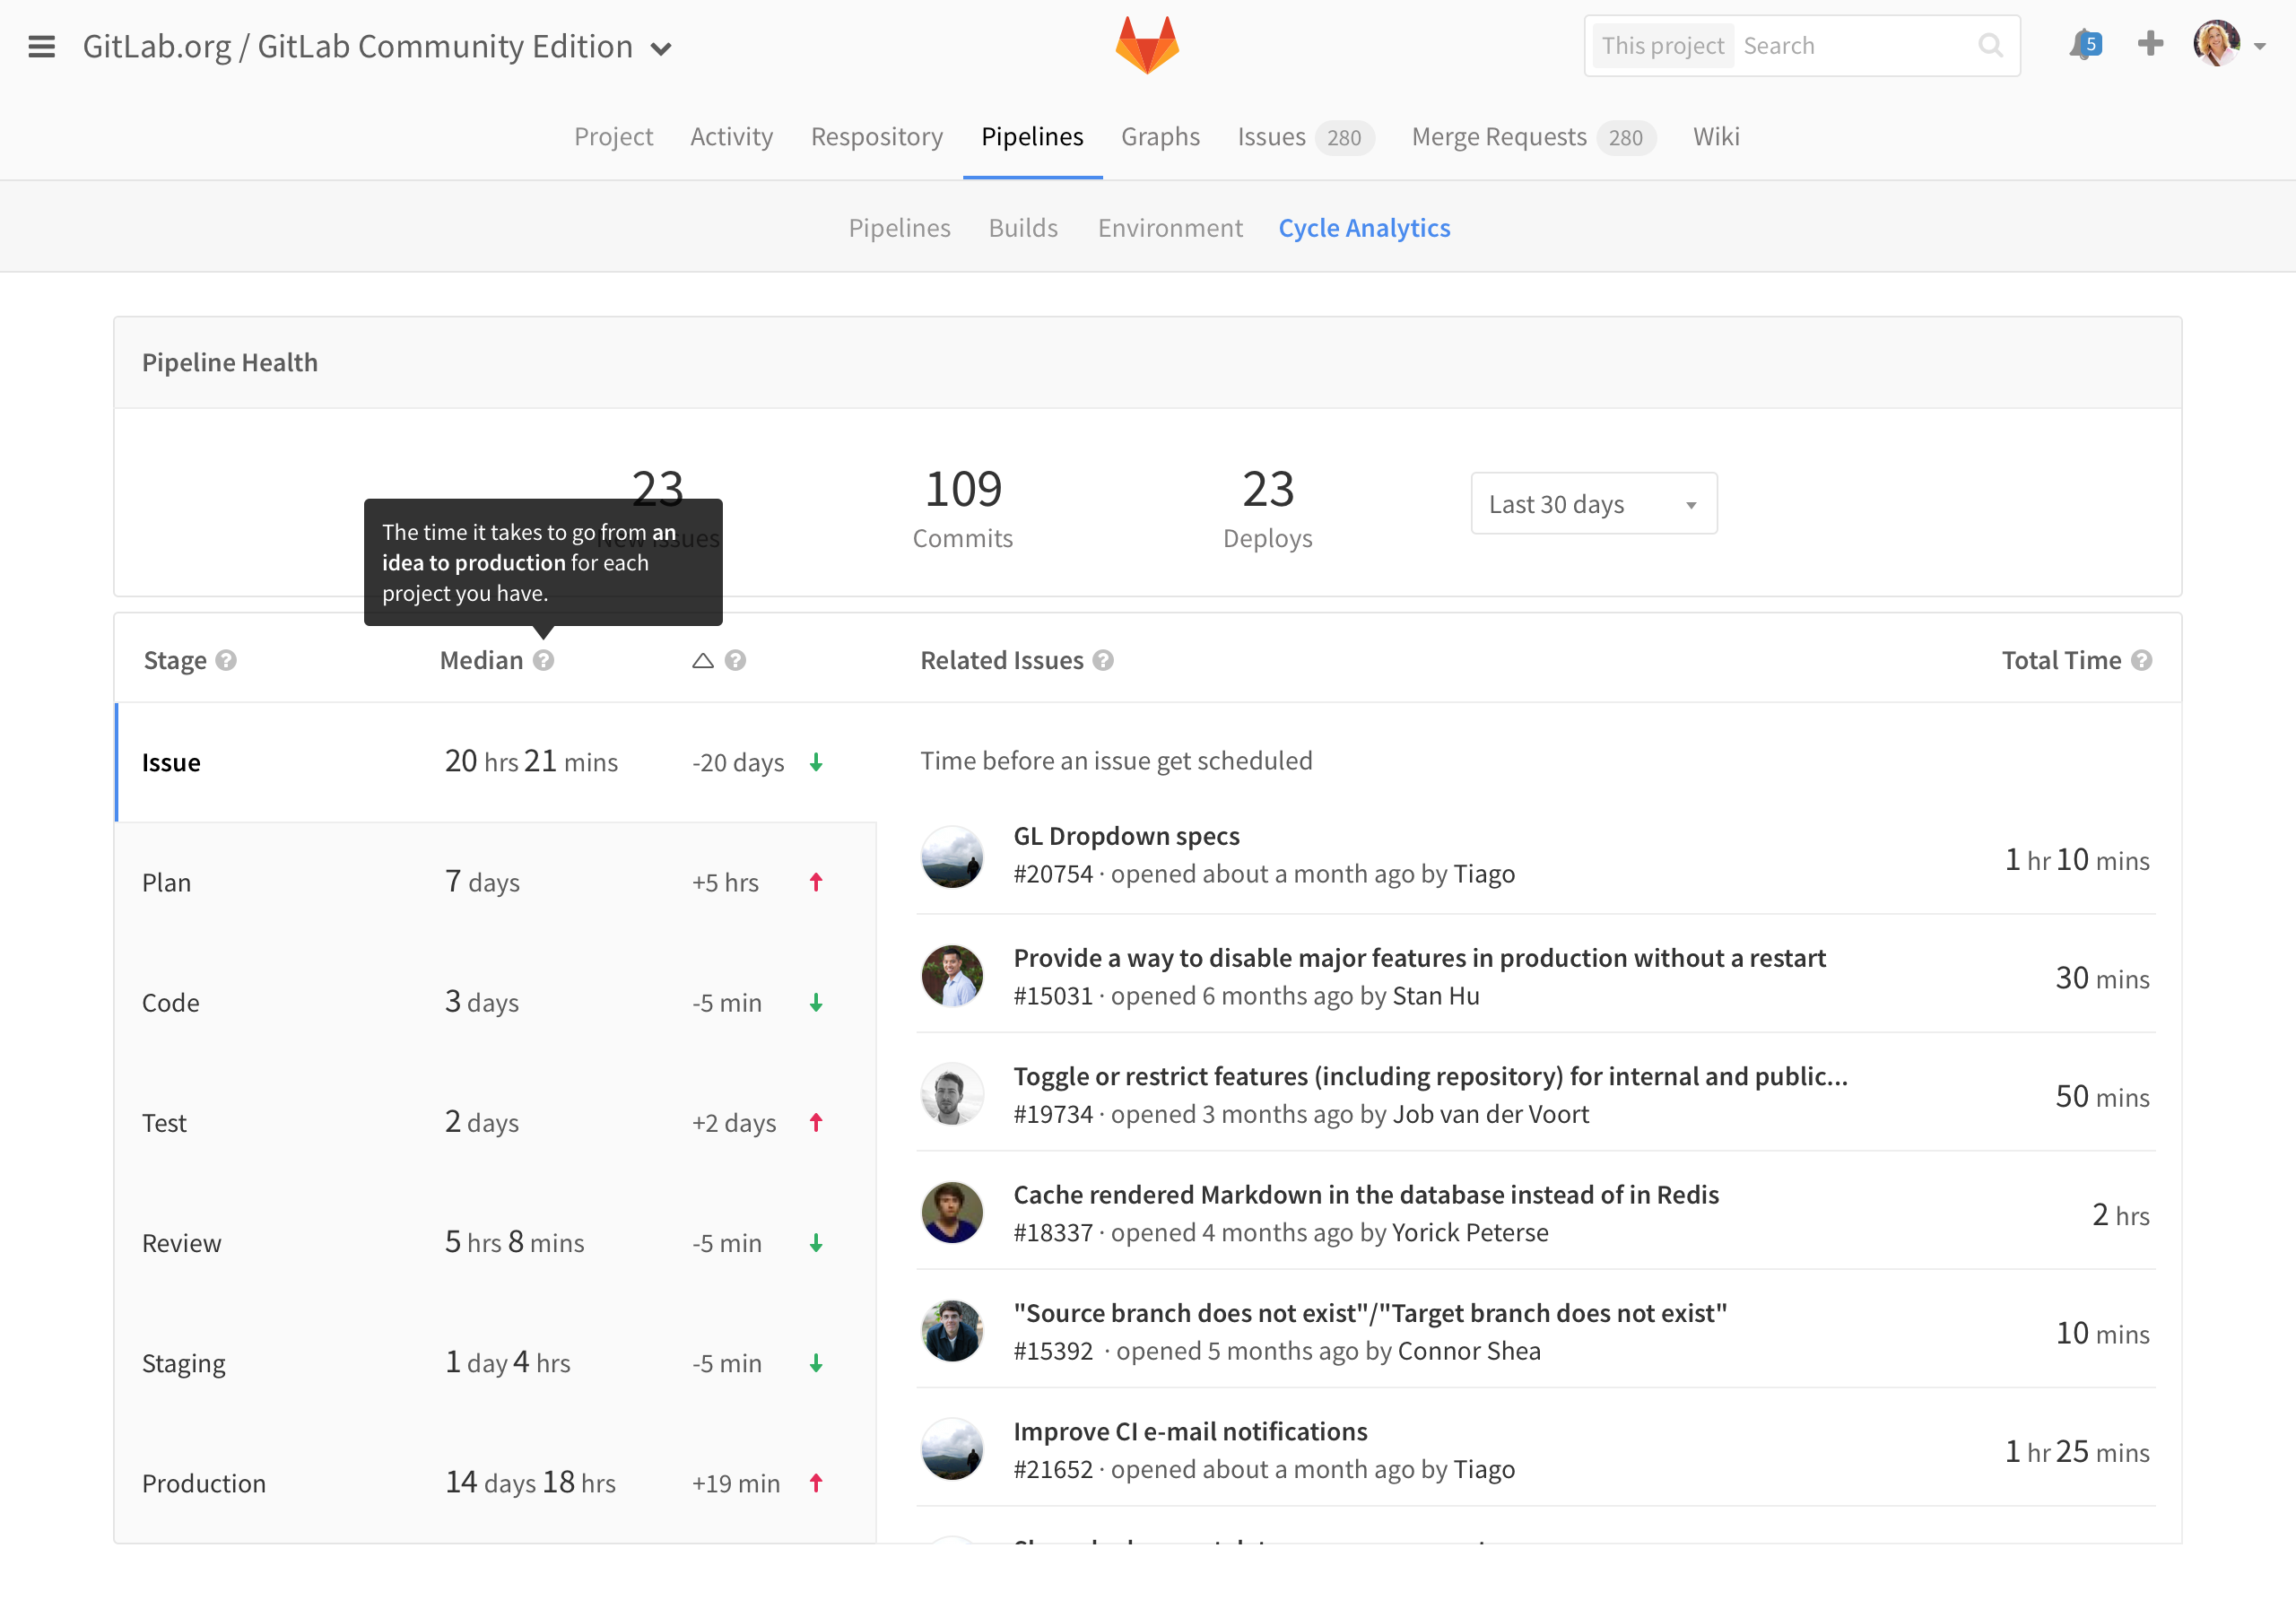 GitLab.org / GitLab Community Edition
This project Search
5
Project Activity Respository Pipelines Graphs Issues 280 Merge Requests 280 Wiki
Pipelines Builds Environment Cycle Analytics
Pipeline Health
23 109 23
New Issues Commits Deploys
Last 30 days
The time it takes to go from an
idea to production for each
project you have.
Stage ? Median ? △ ? Related Issues ? Total Time ?
Issue 20 hrs 21 mins -20 days
Plan 7 days +5 hrs
Code 3 days -5 min
Test 2 days +2 days
Review 5 hrs 8 mins -5 min
Staging 1 day 4 hrs -5 min
Production 14 days 18 hrs +19 min
Time before an issue get scheduled
GL Dropdown specs
#20754 · opened about a month ago by Tiago
1 hr 10 mins
Provide a way to disable major features in production without a restart
#15031 · opened 6 months ago by Stan Hu
30 mins
Toggle or restrict features (including repository) for internal and public...
#19734 · opened 3 months ago by Job van der Voort
50 mins
Cache rendered Markdown in the database instead of in Redis
#18337 · opened 4 months ago by Yorick Peterse
2 hrs
"Source branch does not exist"/"Target branch does not exist"
#15392 · opened 5 months ago by Connor Shea
10 mins
Improve CI e-mail notifications
#21652 · opened about a month ago by Tiago
1 hr 25 mins